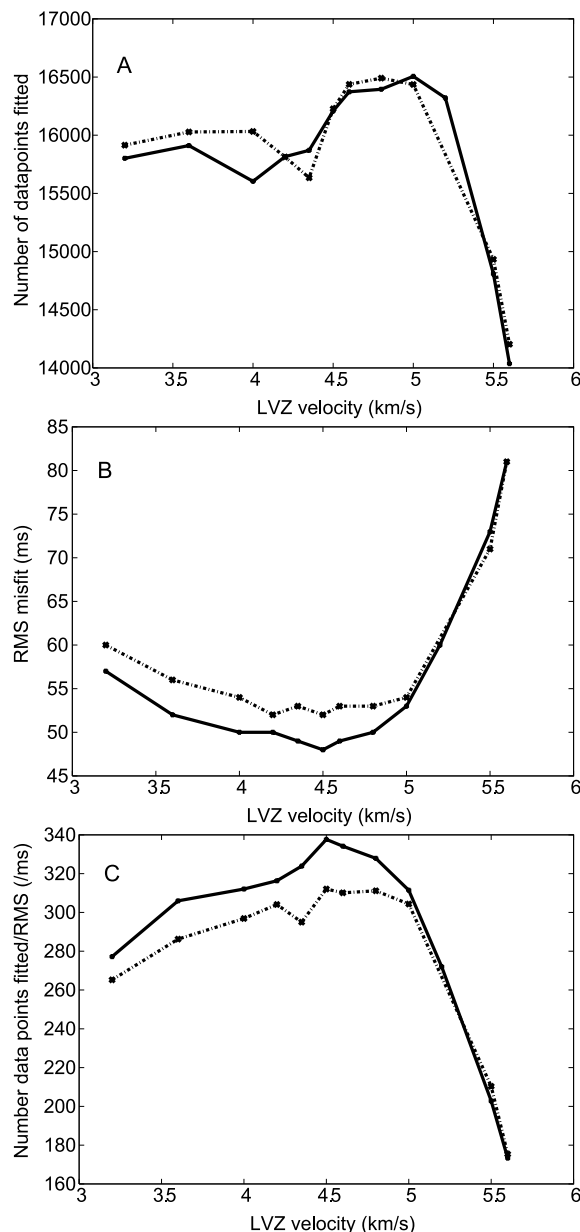 17000
16500
16000
15500
15000
14500
14000
Number of datapoints fitted
A
3 3.5 4 4.5 5 5.5 6
LVZ velocity (km/s)
85
80
75
70
65
60
55
50
45
RMS misfit (ms)
B
3 3.5 4 4.5 5 5.5 6
LVZ velocity (km/s)
340
320
300
280
260
240
220
200
180
160
Number data points fitted/RMS (/ms)
C
3 3.5 4 4.5 5 5.5 6
LVZ velocity (km/s)